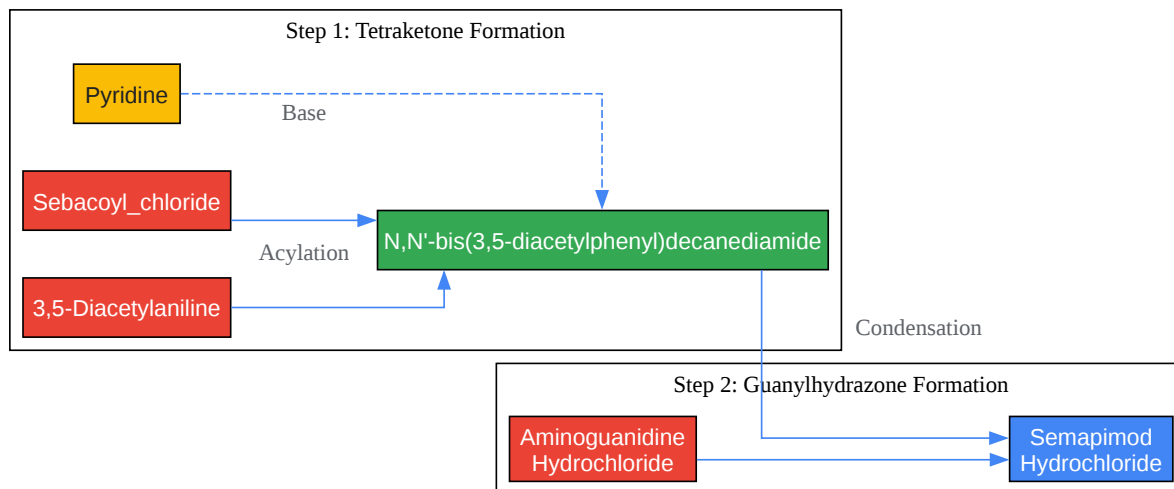 Step 1: Tetraketone Formation
Pyridine
Base
Sebacoyl_chloride
N,N'-bis(3,5-diacetylphenyl)decanediamide
Acylation
3,5-Diacetylaniline
Condensation
Step 2: Guanylhydrazone Formation
Aminoguanidine
Hydrochloride
Semapimod
Hydrochloride